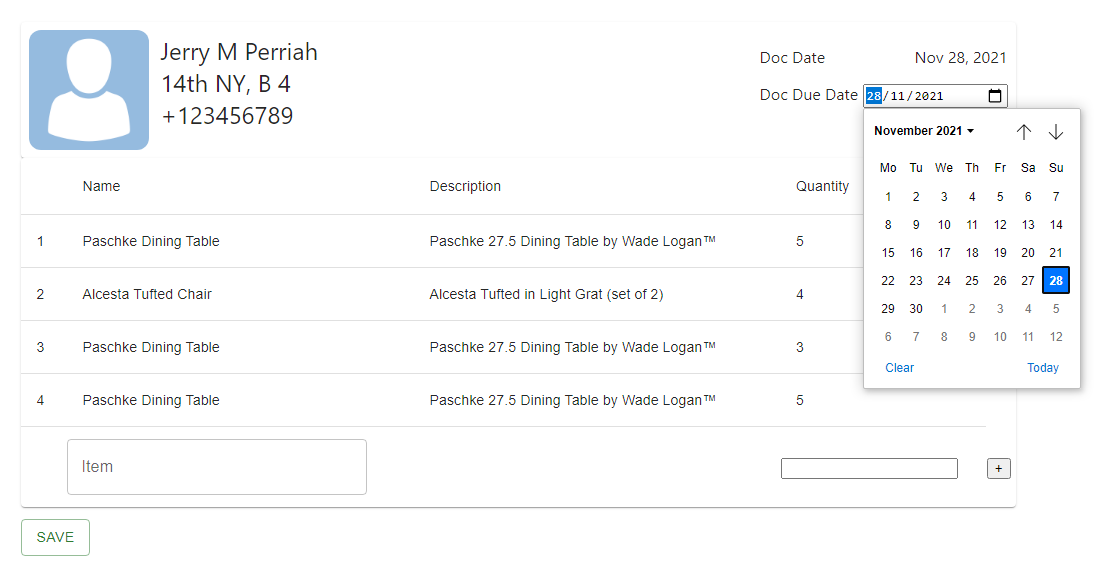 Jerry M Perriah
14th NY, B 4
+123456789
Doc Date Nov 28, 2021
Doc Due Date 28/11/2021
November 2021
Mo Tu We Th Fr Sa Su
1 2 3 4 5 6 7
8 9 10 11 12 13 14
15 16 17 18 19 20 21
22 23 24 25 26 27 28
29 30 1 2 3 4 5
6 7 8 9 10 11 12
Clear Today
Name Description Quantity
1 Paschke Dining Table Paschke 27.5 Dining Table by Wade Logan™ 5
2 Alcesta Tufted Chair Alcesta Tufted in Light Grat (set of 2) 4
3 Paschke Dining Table Paschke 27.5 Dining Table by Wade Logan™ 3
4 Paschke Dining Table Paschke 27.5 Dining Table by Wade Logan™ 5
Item +
SAVE